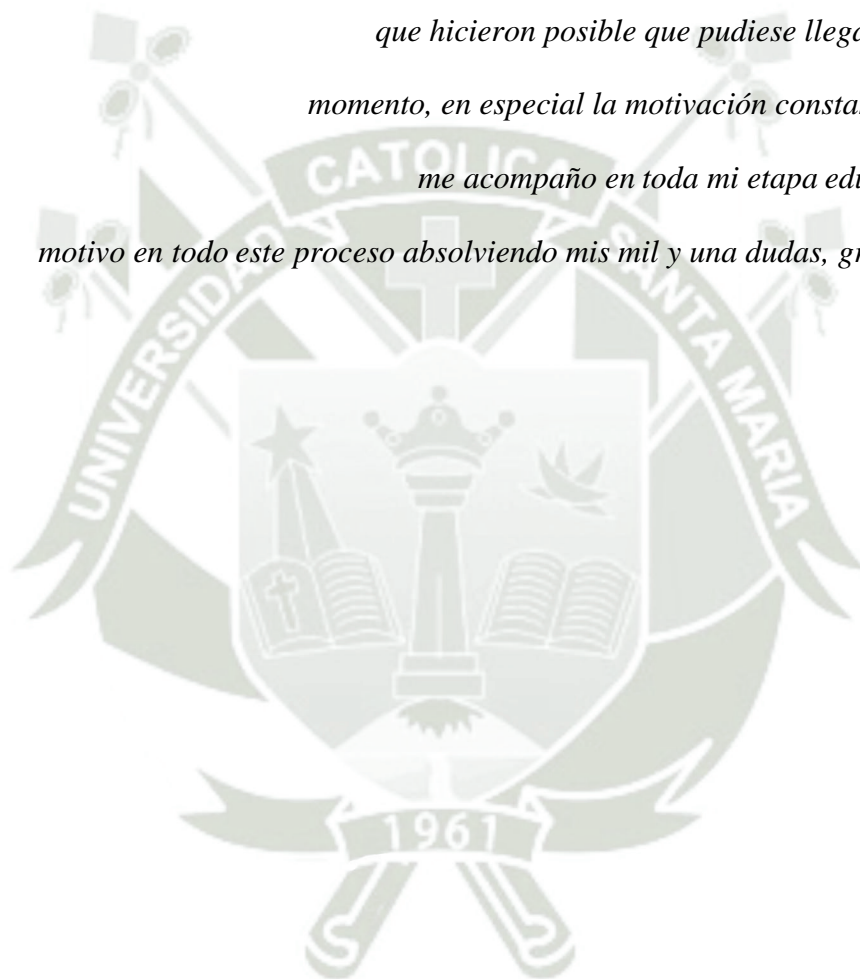 que hicieron posible que pudiese llega
momento, en especial la motivación consta
me acompaño en toda mi etapa edu
motivo en todo este proceso absolviendo mis mil y una dudas, gr
UNIVERSIDAD CATOLICA SANTA MARIA
1961